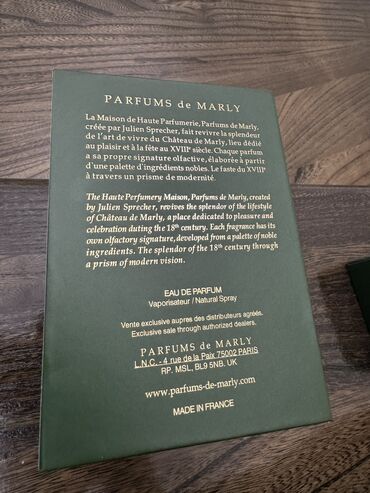 PARFUMS de MARLY
La Maison de Haute Parfumerie, Parfums de Marly,
créée par Julien Sprecher, fait revivre la splendeur
de l'art de vivre du Château de Marly, lieu dédié
au plaisir et à la fête au XVIIIᵉ siècle. Chaque parfum
a sa propre signature olfactive, élaborée à partir
d'une palette d'ingrédients nobles. Le faste du XVIIIᵉ
à travers un prisme de modernité.
The Haute Perfumery Maison, Parfums de Marly, created
by Julien Sprecher, revives the splendor of the lifestyle
of Château de Marly, a place dedicated to pleasure and
celebration duting the 18ᵗʰ century. Each fragrance has its
own olfactory signature, developed from a palette of noble
ingredients. The splendor of the 18ᵗʰ century through
a prism of modern vision.
EAU DE PARFUM
Vaporisateur / Natural Spray
Vente exclusive aupres des distributeurs agréés.
Exclusive sale through authorized dealers.
PARFUMS de MARLY
L.N.C. - 4 rue de la Paix 75002 PARIS
RP. MSL, BL9 5NB, UK
www.parfums-de-marly.com
MADE IN FRANCE